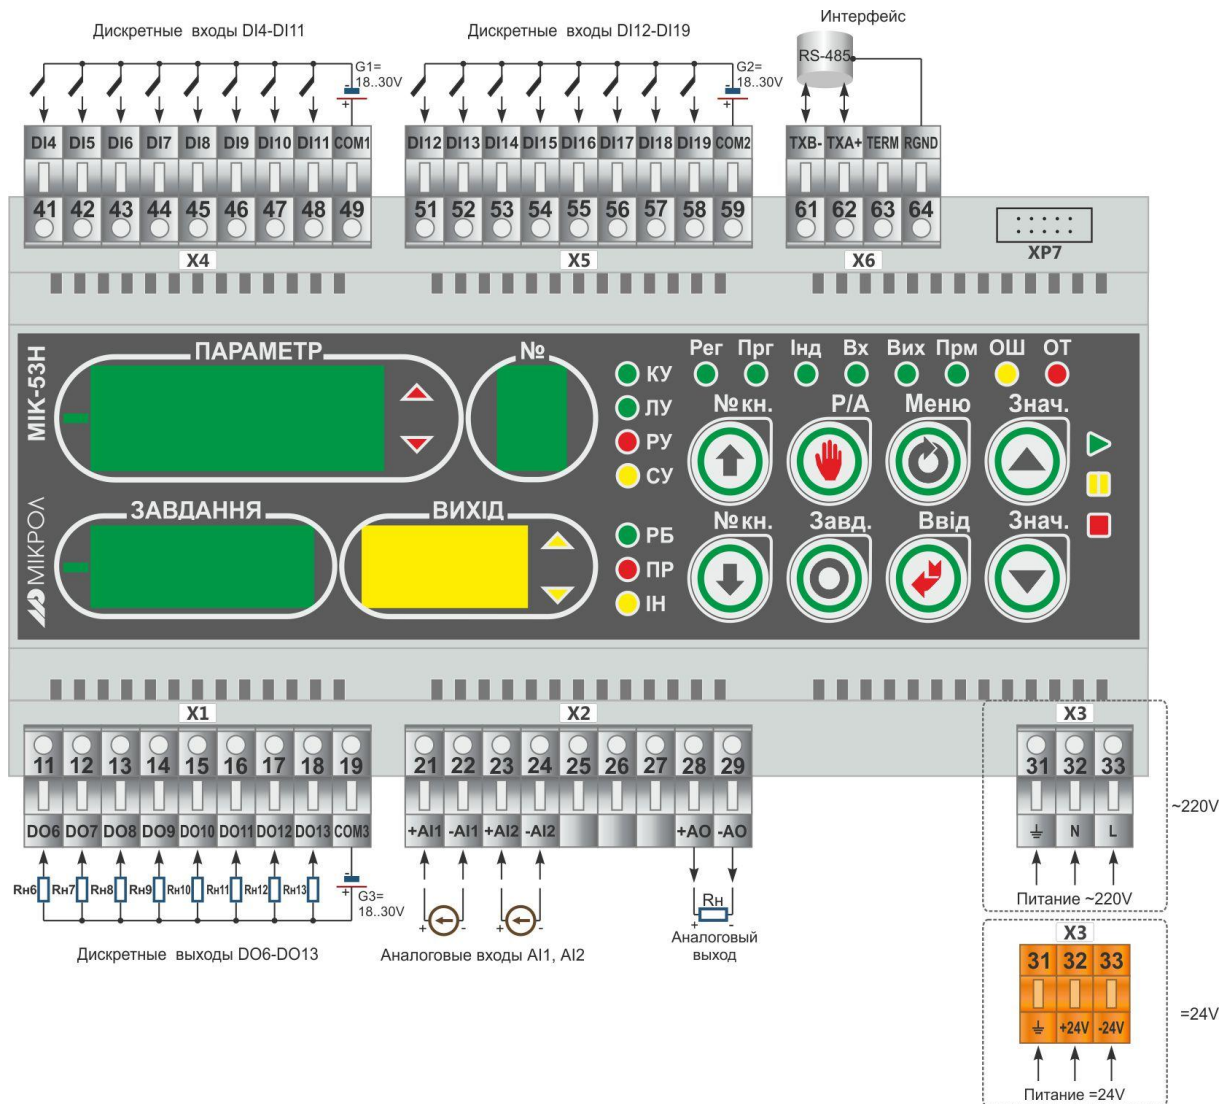 Дискретные входы DI4-DI11
Дискретные входы DI12-DI19
Интерфейс
RS-485
G1=
18..30V
-
+
G2=
18..30V
-
+
DI4 DI5 DI6 DI7 DI8 DI9 DI10 DI11 COM1
DI12 DI13 DI14 DI15 DI16 DI17 DI18 DI19 COM2
TXB- TXA+ TERM RGND
41 42 43 44 45 46 47 48 49
51 52 53 54 55 56 57 58 59
61 62 63 64
X4
X5
X6
XP7
МІК-53Н
МІКРОЛ
ПАРАМЕТР
№
ЗАВДАННЯ
ВИХІД
КУ
ЛУ
РУ
СУ
РБ
ПР
ІН
Рег Прг Інд Вх Вих Прм ОШ ОТ
№ кн. Р/А Меню Знач.
№ кн. Завд. Ввід Знач.
X1
X2
X3
11 12 13 14 15 16 17 18 19
21 22 23 24 25 26 27 28 29
31 32 33
DO6 DO7 DO8 DO9 DO10 DO11 DO12 DO13 COM3
+AI1 -AI1 +AI2 -AI2 +AO -AO
N L
~220V
Rн6 Rн7 Rн8 Rн9 Rн10 Rн11 Rн12 Rн13
-
+
G3=
18..30V
+ -
+ -
Rн
+ -
Дискретные выходы DO6-DO13
Аналоговые входы AI1, AI2
Аналоговый
выход
Питание ~220V
X3
31 32 33
+24V -24V
=24V
Питание =24V